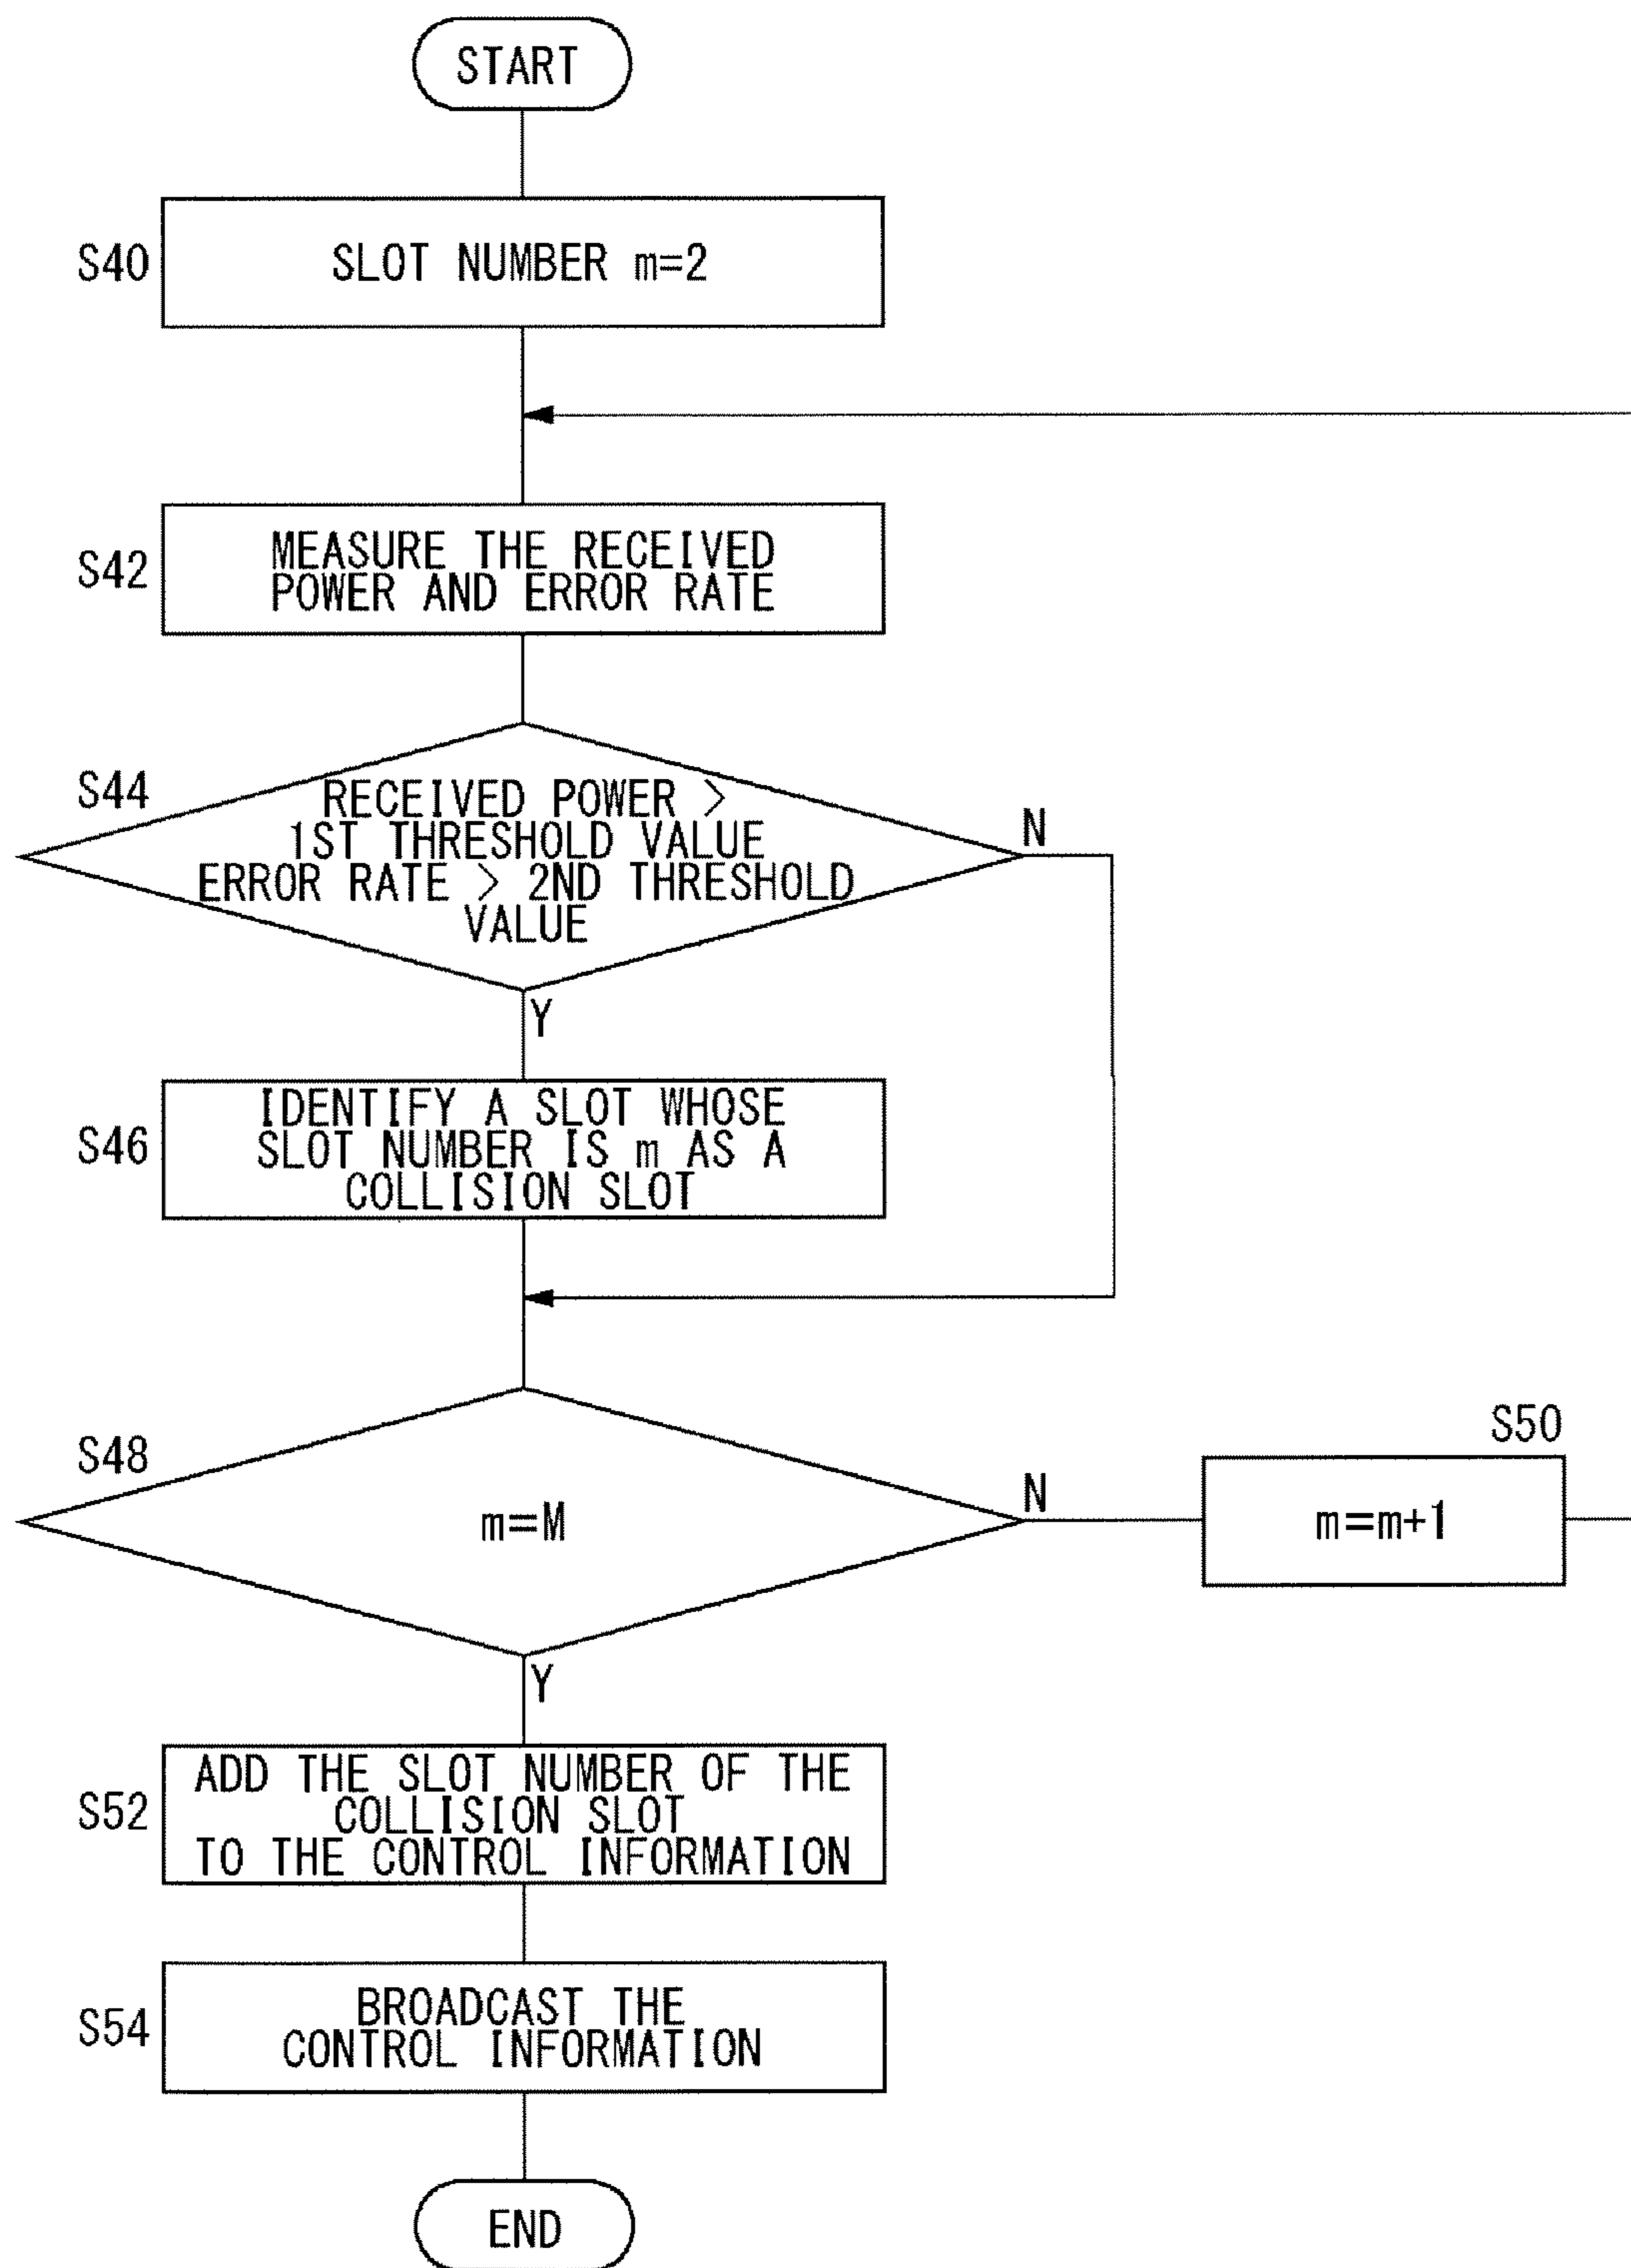 START
S40
SLOT NUMBER m=2
S42
MEASURE THE RECEIVED
POWER AND ERROR RATE
S44
RECEIVED POWER >
1ST THRESHOLD VALUE
ERROR RATE > 2ND THRESHOLD
VALUE
N
Y
S46
IDENTIFY A SLOT WHOSE
SLOT NUMBER IS m AS A
COLLISION SLOT
S48
m=M
N
S50
m=m+1
Y
S52
ADD THE SLOT NUMBER OF THE
COLLISION SLOT
TO THE CONTROL INFORMATION
S54
BROADCAST THE
CONTROL INFORMATION
END